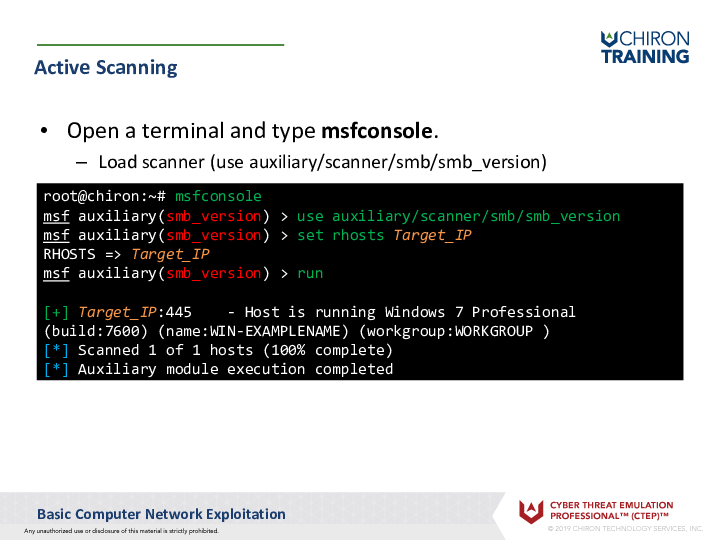 CHIRON
TRAINING
Active Scanning
• Open a terminal and type msfconsole.
– Load scanner (use auxiliary/scanner/smb/smb_version)
root@chiron:~# msfconsole
msf auxiliary(smb_version) > use auxiliary/scanner/smb/smb_version
msf auxiliary(smb_version) > set rhosts Target_IP
RHOSTS => Target_IP
msf auxiliary(smb_version) > run
[+] Target_IP:445    - Host is running Windows 7 Professional
(build:7600) (name:WIN-EXAMPLENAME) (workgroup:WORKGROUP )
[*] Scanned 1 of 1 hosts (100% complete)
[*] Auxiliary module execution completed
Basic Computer Network Exploitation
CYBER THREAT EMULATION
PROFESSIONAL™ (CTEP)™
Any unauthorized use or disclosure of this material is strictly prohibited.
© 2019 CHIRON TECHNOLOGY SERVICES, INC.